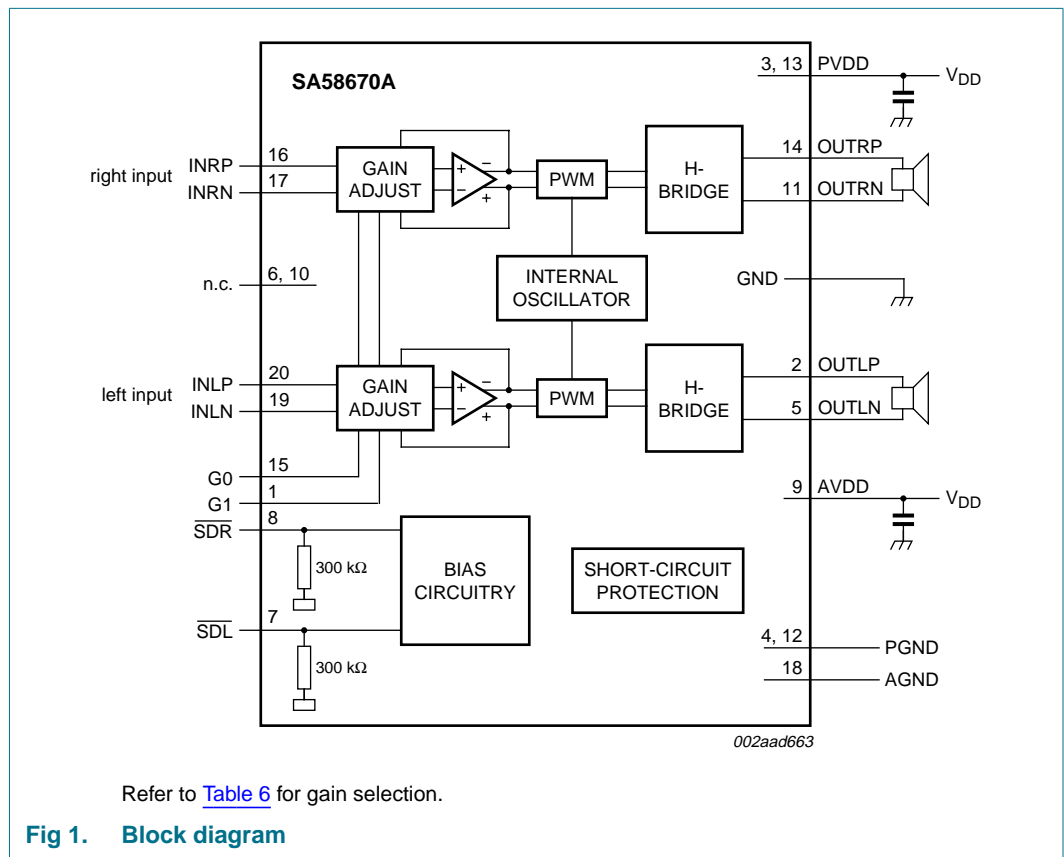 SA58670A
3, 13 PVDD
VDD
right input
INRP 16
INRN 17
GAIN ADJUST
+ −
− +
PWM
H-BRIDGE
14 OUTRP
11 OUTRN
n.c. 6, 10
INTERNAL OSCILLATOR
GND
left input
INLP 20
INLN 19
GAIN ADJUST
+ −
− +
PWM
H-BRIDGE
2 OUTLP
5 OUTLN
G0 15
G1 1
9 AVDD
VDD
SDR 8
300 kΩ
BIAS CIRCUITRY
SHORT-CIRCUIT PROTECTION
SDL 7
300 kΩ
4, 12 PGND
18 AGND
002aad663
Refer to Table 6 for gain selection.
Fig 1. Block diagram